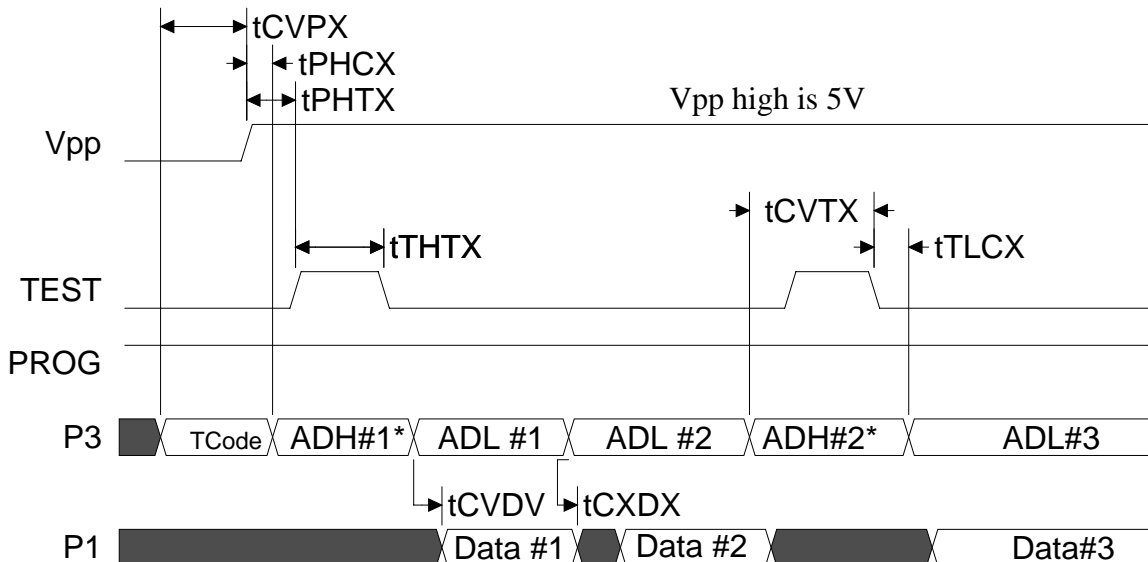 tCVPX
tPHCX
tPHTX
Vpp high is 5V
Vpp
tCVTX
tTHTX
tTLCX
TEST
PROG
P3 TCode ADH#1* ADL #1 ADL #2 ADH#2* ADL#3
tCVDV tCXDX
P1 Data #1 Data #2 Data#3